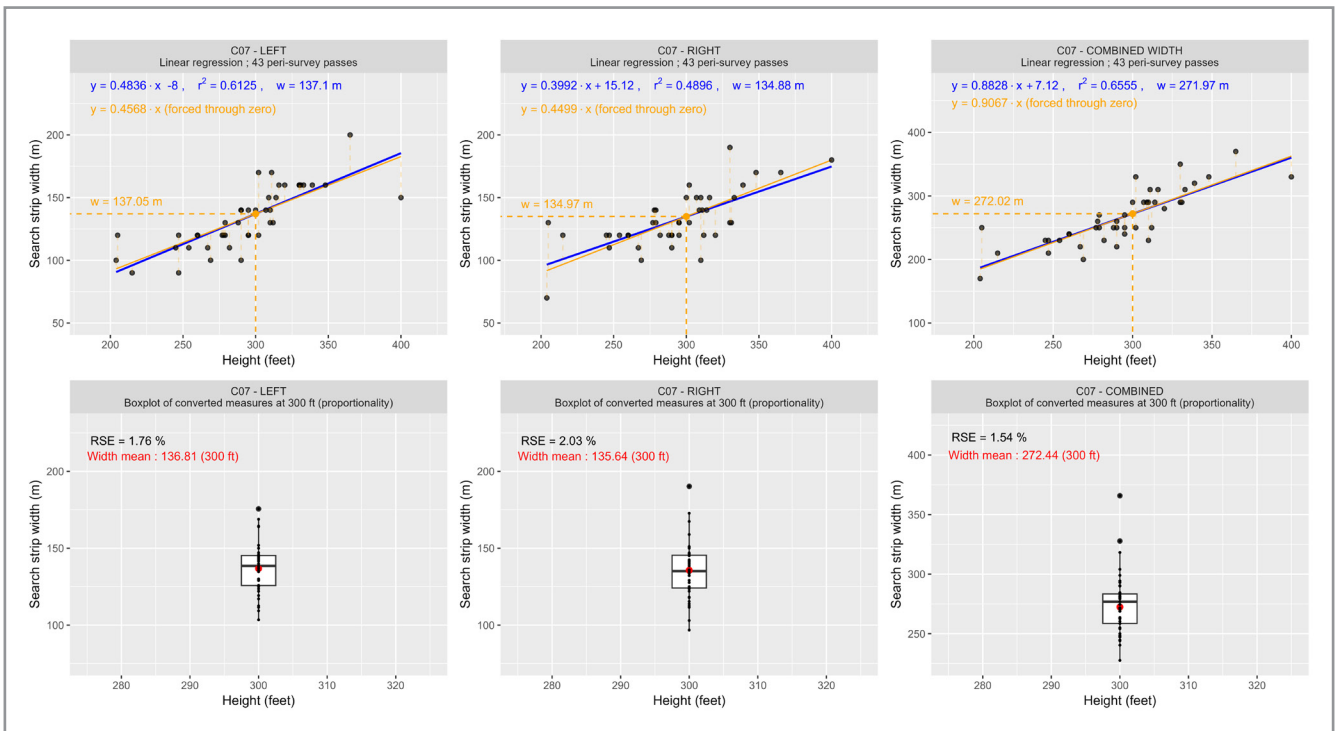 C07 - LEFT
Linear regression ; 43 peri-survey passes
y = 0.4836 · x -8 , r² = 0.6125 , w = 137.1 m
y = 0.4568 · x (forced through zero)
w = 137.05 m
Search strip width (m)
200
150
100
50
200 250 300 350 400
Height (feet)
C07 - RIGHT
Linear regression ; 43 peri-survey passes
y = 0.3992 · x + 15.12 , r² = 0.4896 , w = 134.88 m
y = 0.4499 · x (forced through zero)
w = 134.97 m
Search strip width (m)
200
150
100
50
200 250 300 350 400
Height (feet)
C07 - COMBINED WIDTH
Linear regression ; 43 peri-survey passes
y = 0.8828 · x + 7.12 , r² = 0.6555 , w = 271.97 m
y = 0.9067 · x (forced through zero)
w = 272.02 m
Search strip width (m)
400
300
200
100
200 250 300 350 400
Height (feet)
C07 - LEFT
Boxplot of converted measures at 300 ft (proportionality)
RSE = 1.76 %
Width mean : 136.81 (300 ft)
Search strip width (m)
200
150
100
280 290 300 310 320
Height (feet)
C07 - RIGHT
Boxplot of converted measures at 300 ft (proportionality)
RSE = 2.03 %
Width mean : 135.64 (300 ft)
Search strip width (m)
200
150
100
280 290 300 310 320
Height (feet)
C07 - COMBINED
Boxplot of converted measures at 300 ft (proportionality)
RSE = 1.54 %
Width mean : 272.44 (300 ft)
Search strip width (m)
400
350
300
250
280 290 300 310 320
Height (feet)